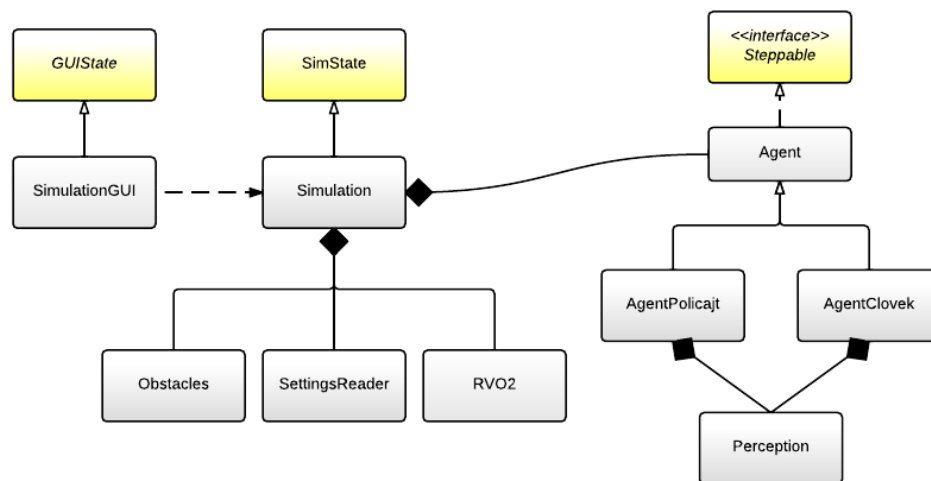 GUIState
SimState
<<interface>>
Steppable
SimulationGUI
Simulation
Agent
AgentPolicajt
AgentClovek
Obstacles
SettingsReader
RVO2
Perception